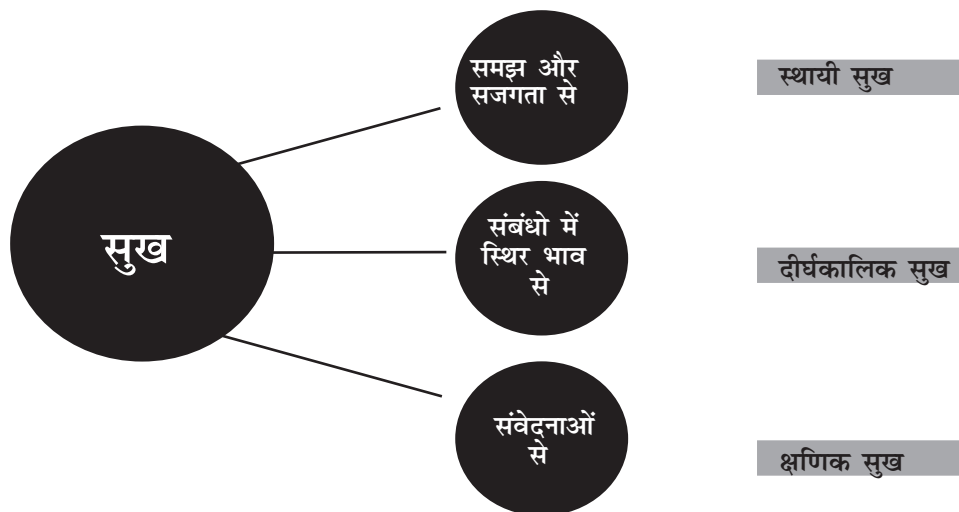 समझ और
सजगता से
स्थायी सुख
सुख
संबंधो में
स्थिर भाव
से
दीर्घकालिक सुख
संवेदनाओं
से
क्षणिक सुख